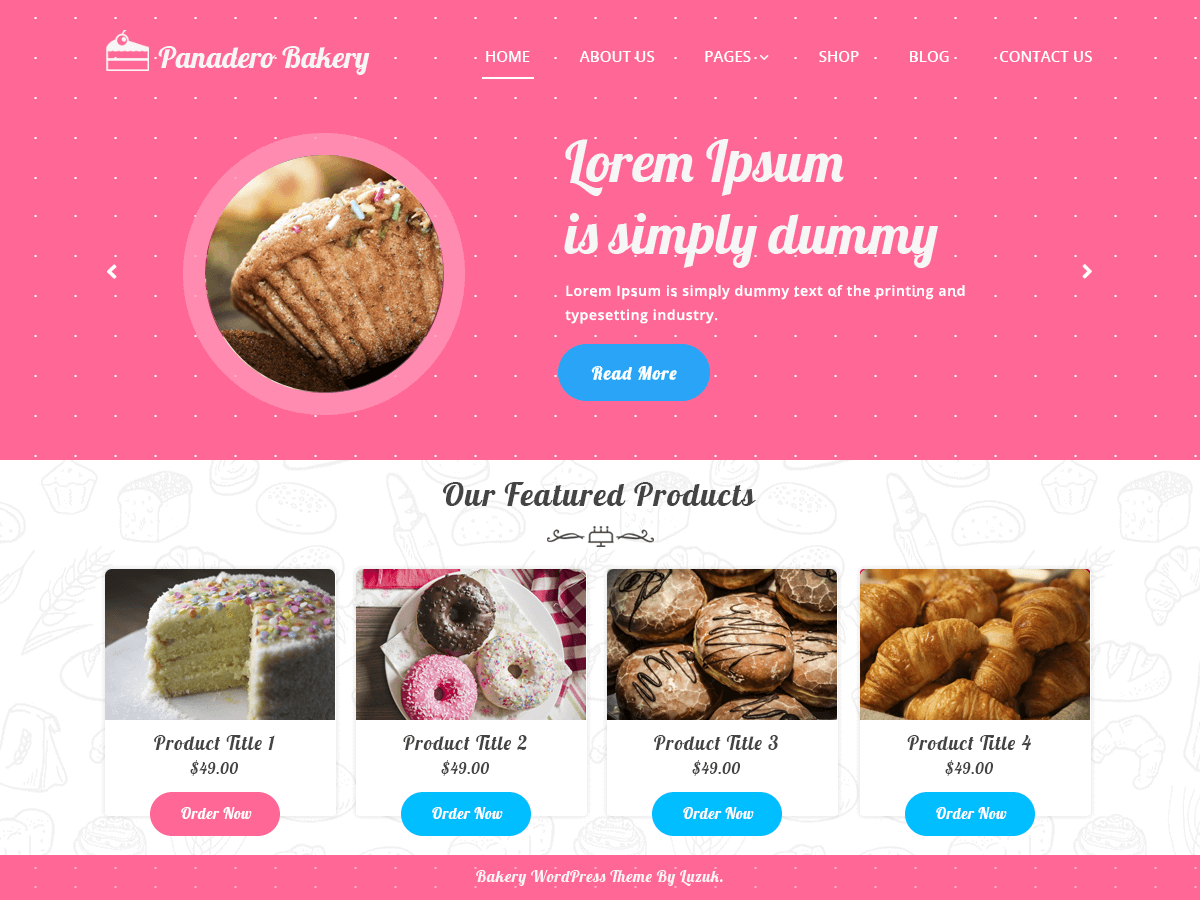 Panadero Bakery
HOME ABOUT US PAGES SHOP BLOG CONTACT US
Lorem Ipsum
is simply dummy
Lorem Ipsum is simply dummy text of the printing and
typesetting industry.
Read More
Our Featured Products
Product Title 1
$49.00
Order Now
Product Title 2
$49.00
Order Now
Product Title 3
$49.00
Order Now
Product Title 4
$49.00
Order Now
Bakery WordPress Theme By Luzuk.